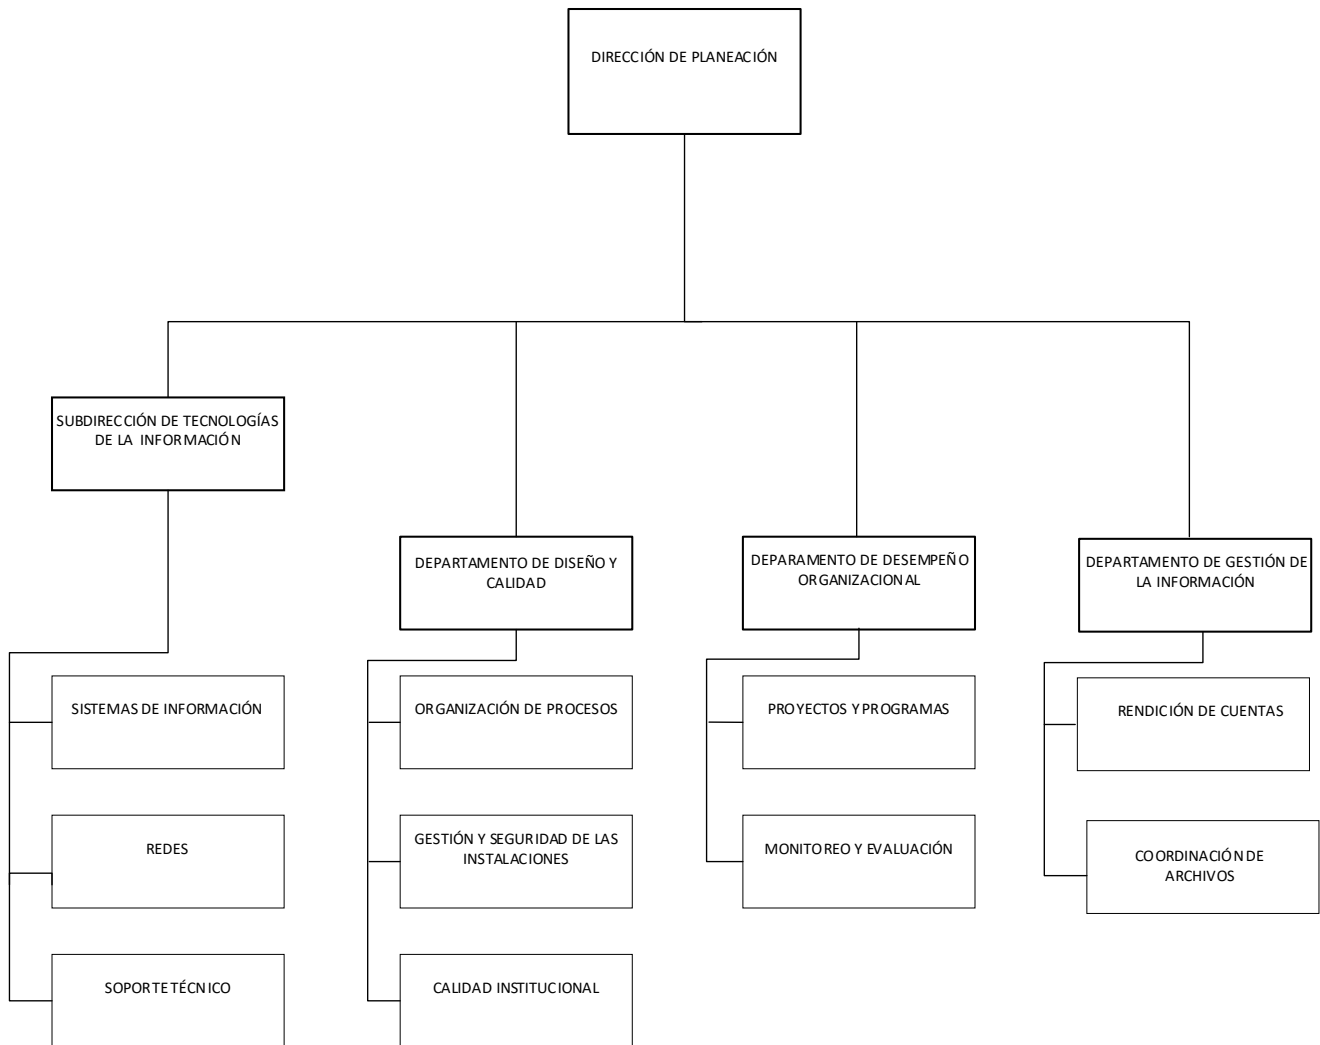 DIRECCIÓN DE PLANEACIÓN
SUBDIRECCIÓN DE TECNOLOGÍAS
DE LA INFORMACIÓN
DEPARTAMENTO DE DISEÑO Y
CALIDAD
DEPARAMENTO DE DESEMPEÑO
ORGANIZACIONAL
DEPARTAMENTO DE GESTIÓN DE
LA INFORMACIÓN
SISTEMAS DE INFORMACIÓN
ORGANIZACIÓN DE PROCESOS
PROYECTOS Y PROGRAMAS
RENDICIÓN DE CUENTAS
REDES
GESTIÓN Y SEGURIDAD DE LAS
INSTALACIONES
MONITOREO Y EVALUACIÓN
COORDINACIÓN DE
ARCHIVOS
SOPORTE TÉCNICO
CALIDAD INSTITUCIONAL